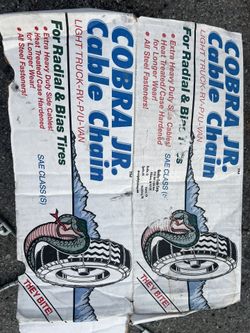 COBRA JR.™
Cable Chain
LIGHT TRUCK-RV-P/U-VAN
For Radial & Bias Tires
• Extra Heavy Duty Side Cables!
• Heat Treated/Case Hardened
for Longer Wear!
• All Steel Fasteners!
SAE CLASS (S)
THEY BITE!
COBRA JR.™
Cable Chain
LIGHT TRUCK-RV-P/U-VAN
For Radial & Bias Tires
• Extra Heavy Duty Side Cables!
• Heat Treated/Case Hardened
for Longer Wear!
• All Steel Fasteners!
SAE CLASS (S
THEY BITE!